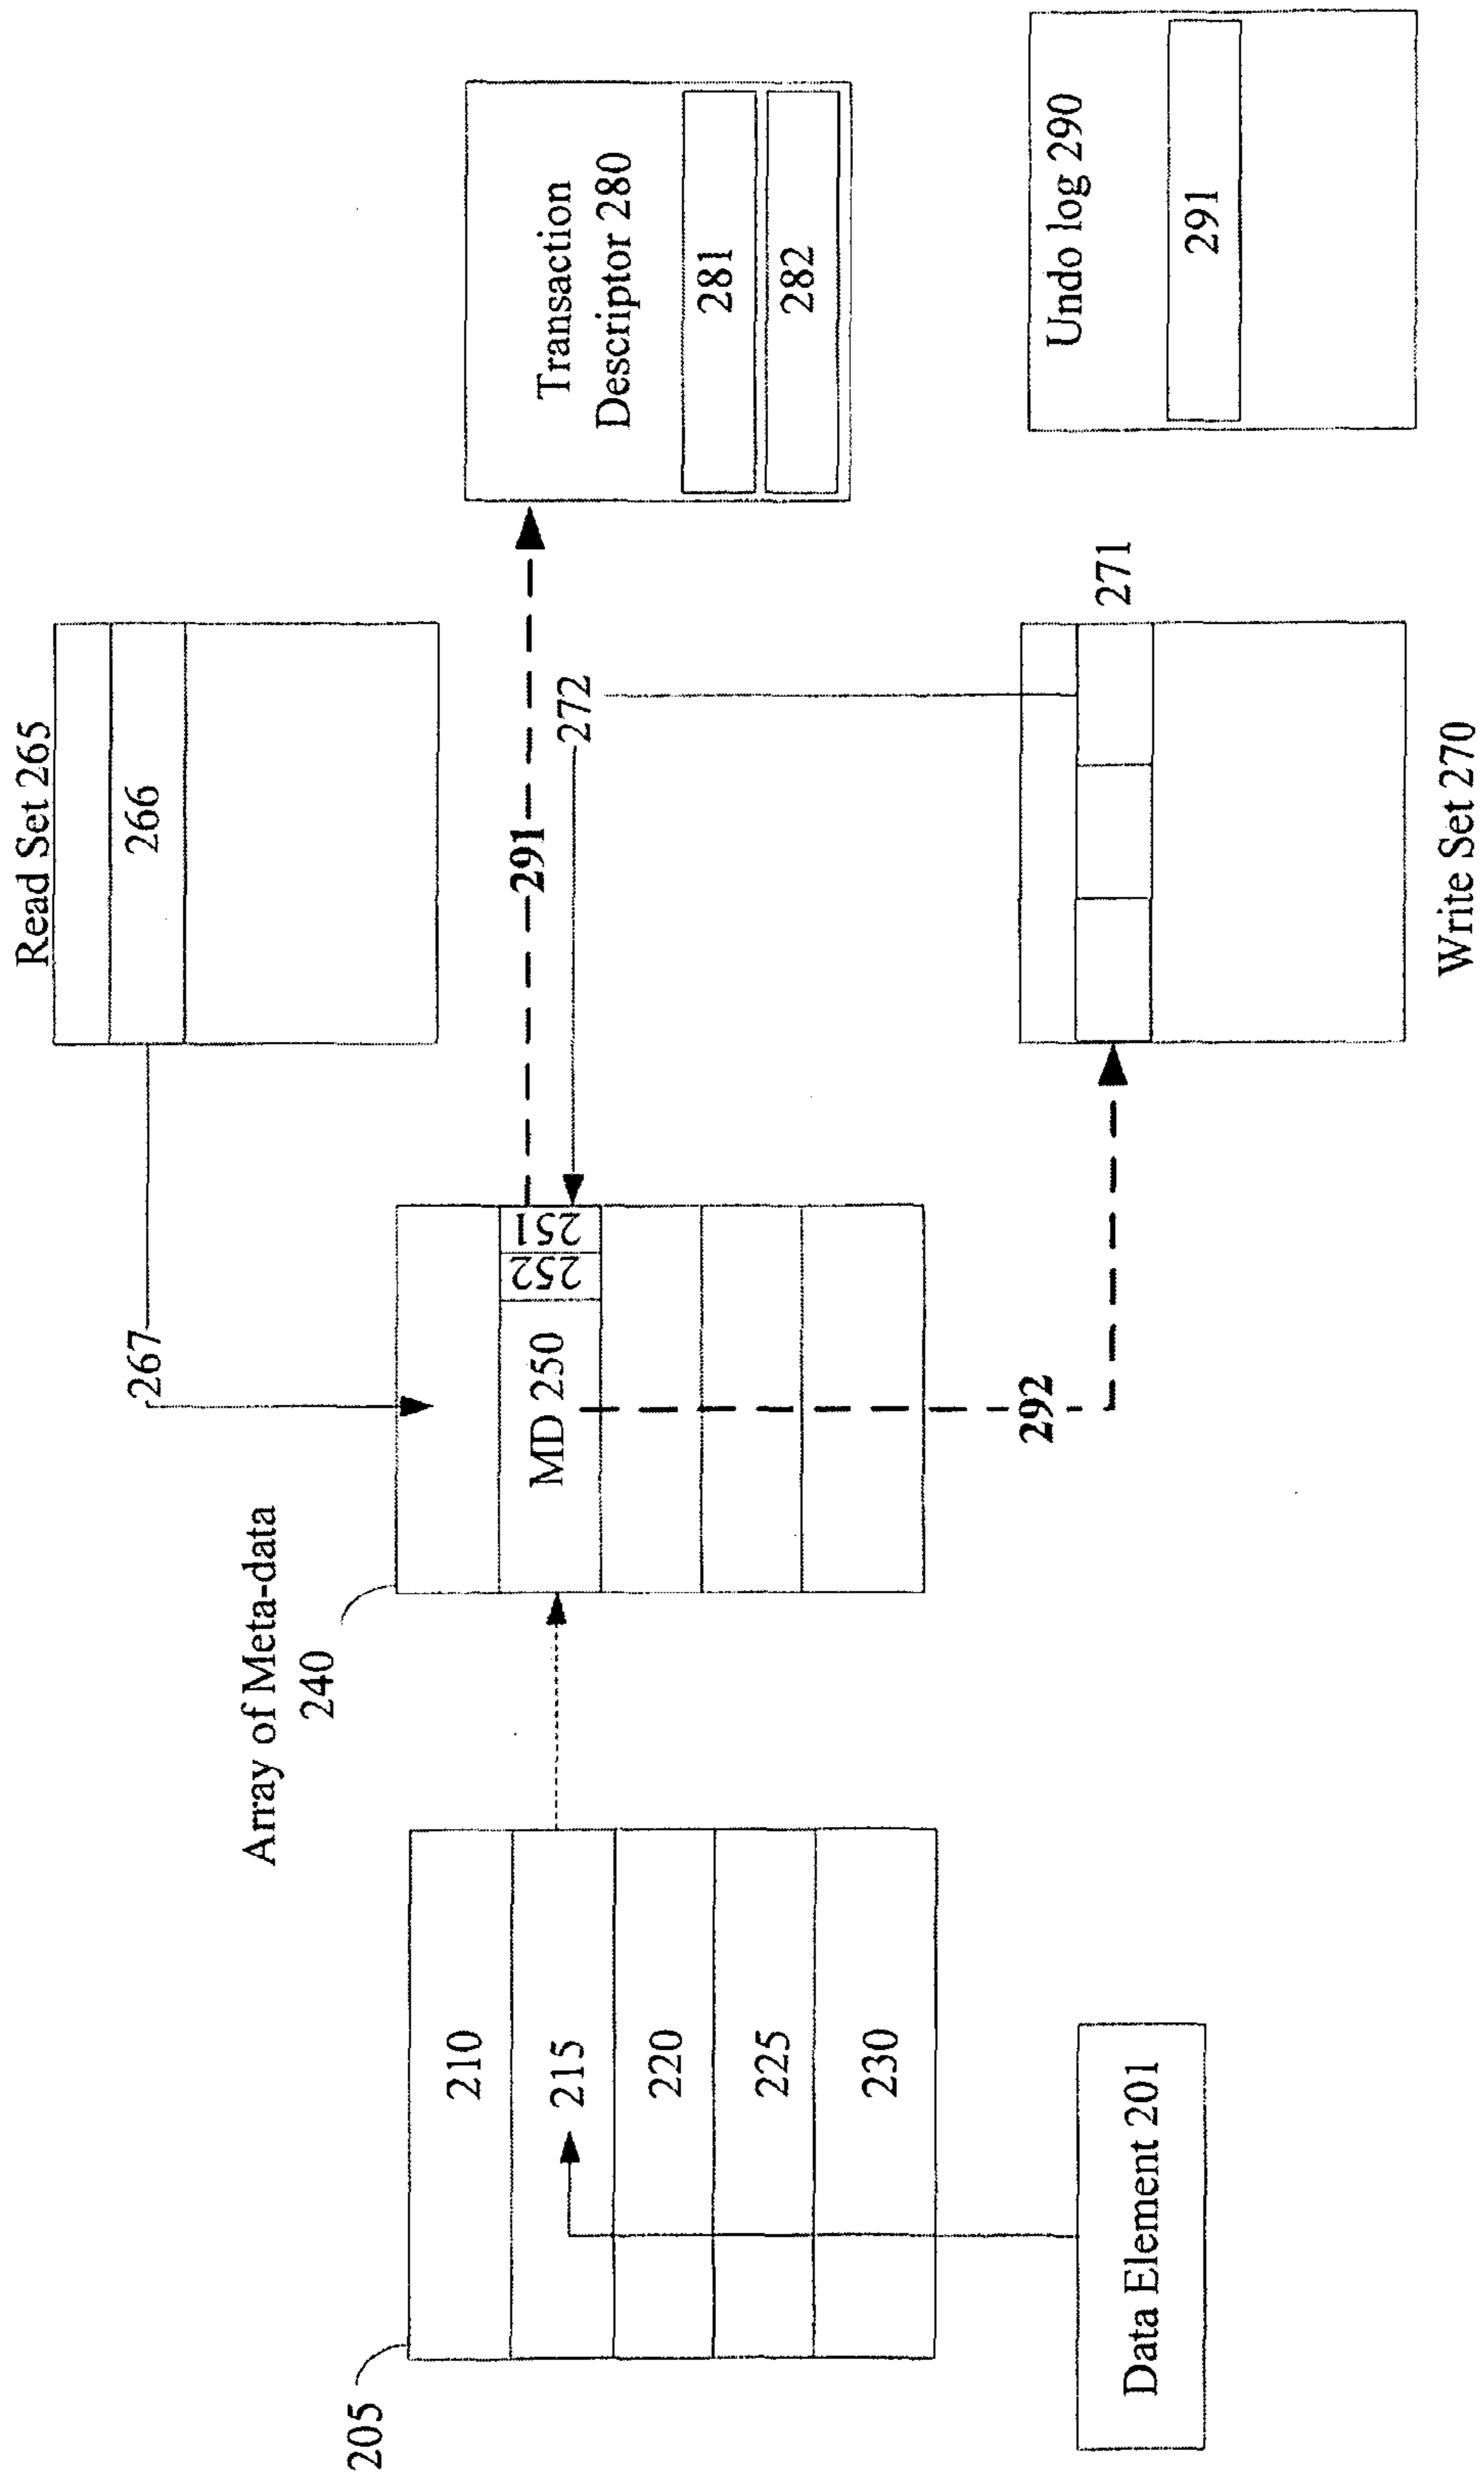 Read Set 265
266
267
Array of Meta-data
240
MD 250
252
251
291
272
292
Transaction
Descriptor 280
281
282
Undo log 290
291
271
Write Set 270
205
210
215
220
225
230
Data Element 201